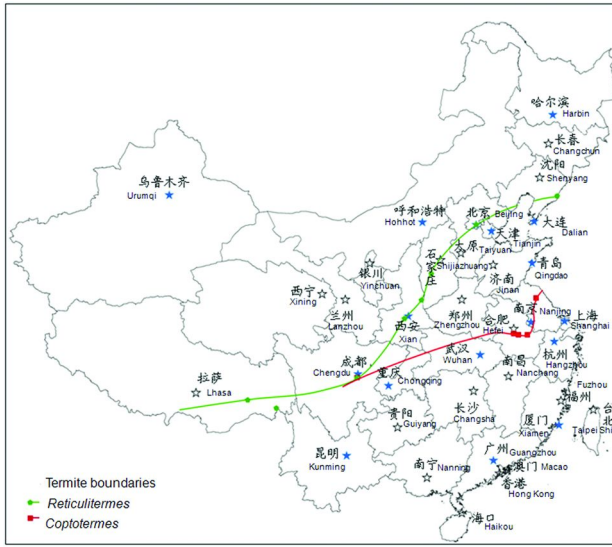 哈尔滨
Harbin
长春
Changchun
沈阳
Shenyang
乌鲁木齐
Urumqi
呼和浩特
Hohhot
北京
Beijing
天津
Tianjin
大连
Dalian
太原
Taiyuan
石家庄
Shijiazhuang
银川
Yinchuan
青岛
Qingdao
济南
Jinan
西宁
Xining
兰州
Lanzhou
郑州
Zhengzhou
西安
Xian
合肥
Hefei
南京
Nanjing
上海
Shanghai
武汉
Wuhan
杭州
Hangzhou
成都
Chengdu
重庆
Chongqing
南昌
Nanchang
拉萨
Lhasa
长沙
Changsha
Fuzhou
福州
贵阳
Guiyang
厦门
Xiamen
台北
Taipei Shi
昆明
Kunming
广州
Guangzhou
南宁
Nanning
澳门
Macao
香港
Hong Kong
海口
Haikou
Termite boundaries
Reticulitermes
Coptotermes